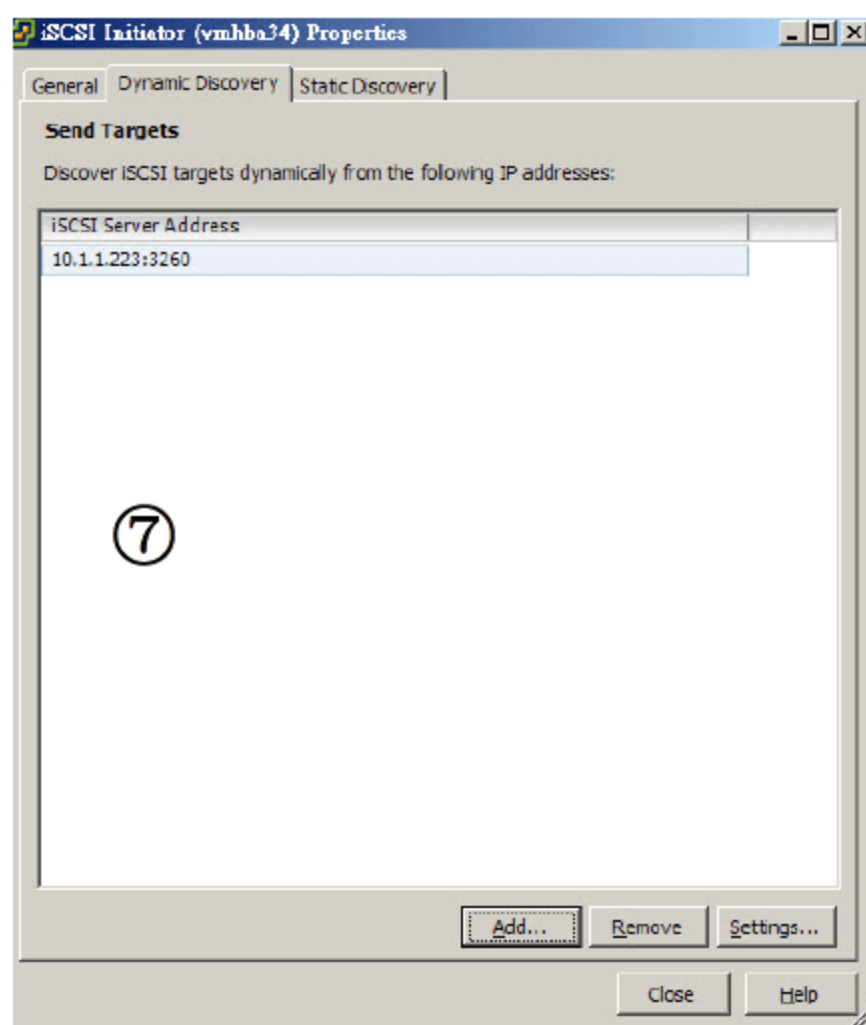 iSCSI Initiator (vmhba34) Properties
General Dynamic Discovery Static Discovery
Send Targets
Discover iSCSI targets dynamically from the following IP addresses:
iSCSI Server Address
10.1.1.223:3260
⑦
Add... Remove Settings...
Close Help